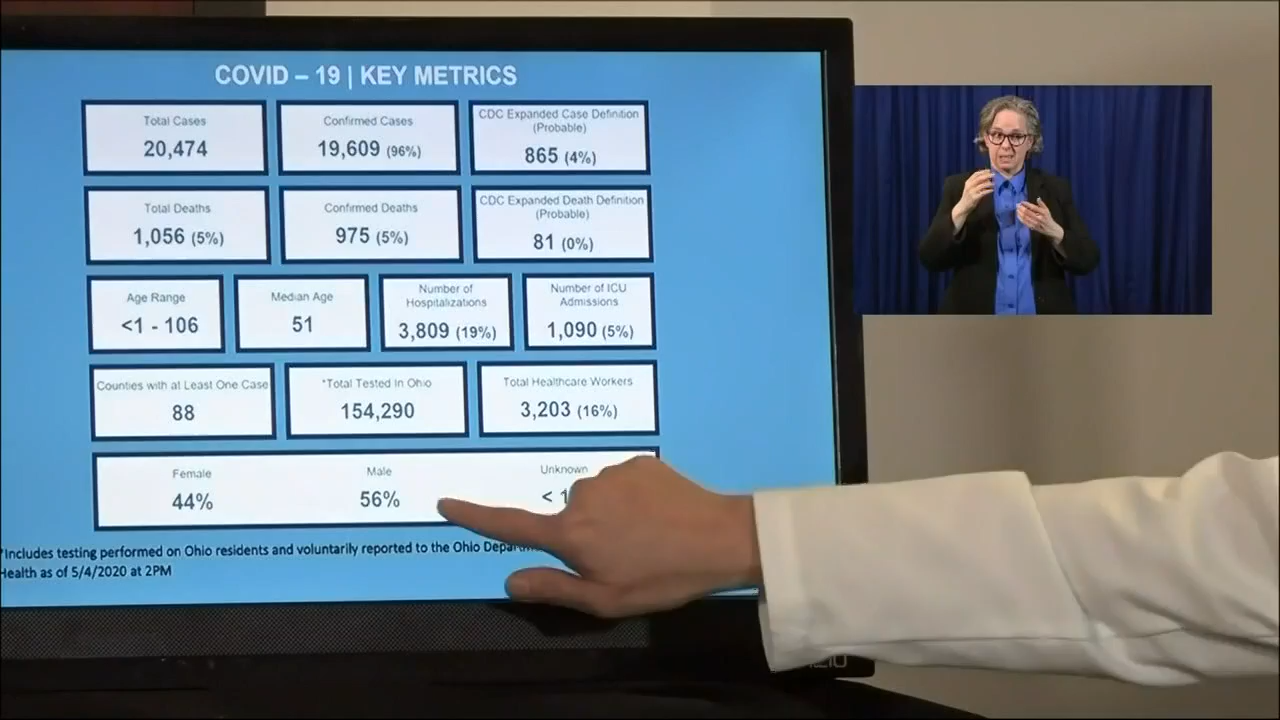 COVID – 19 | KEY METRICS
Total Cases
20,474
Confirmed Cases
19,609 (96%)
CDC Expanded Case Definition
(Probable)
865 (4%)
Total Deaths
1,056 (5%)
Confirmed Deaths
975 (5%)
CDC Expanded Death Definition
(Probable)
81 (0%)
Age Range
<1 - 106
Median Age
51
Number of
Hospitalizations
3,809 (19%)
Number of ICU
Admissions
1,090 (5%)
Counties with at Least One Case
88
*Total Tested In Ohio
154,290
Total Healthcare Workers
3,203 (16%)
Female
44%
Male
56%
Unknown
< 1
*Includes testing performed on Ohio residents and voluntarily reported to the Ohio
Health as of 5/4/2020 at 2PM